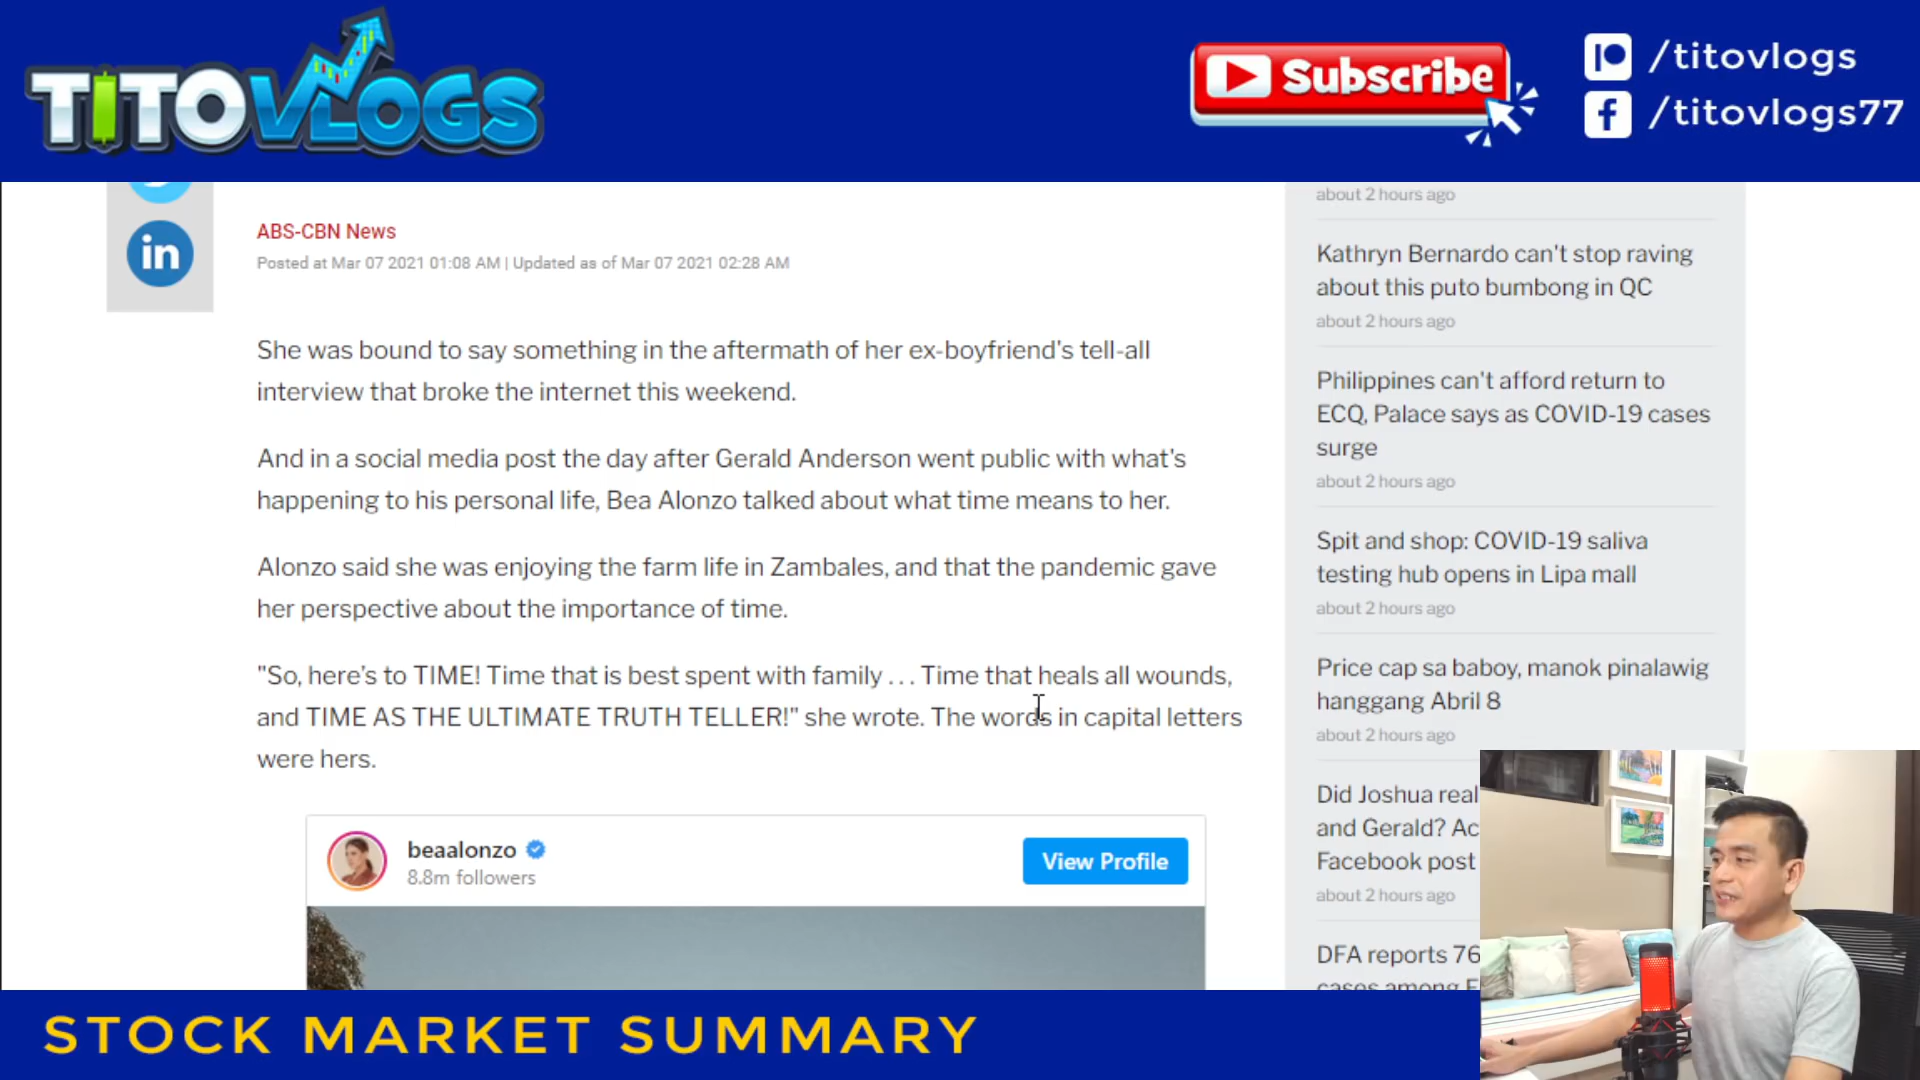 TITOVLOGS
Subscribe
/titovlogs
/titovlogs77
in
ABS-CBN News
Posted at Mar 07 2021 01:08 AM | Updated as of Mar 07 2021 02:28 AM
She was bound to say something in the aftermath of her ex-boyfriend's tell-all
interview that broke the internet this weekend.
And in a social media post the day after Gerald Anderson went public with what's
happening to his personal life, Bea Alonzo talked about what time means to her.
Alonzo said she was enjoying the farm life in Zambales, and that the pandemic gave
her perspective about the importance of time.
"So, here's to TIME! Time that is best spent with family . . . Time that heals all wounds,
and TIME AS THE ULTIMATE TRUTH TELLER!" she wrote. The words in capital letters
were hers.
beaalonzo
8.8m followers
View Profile
about 2 hours ago
Kathryn Bernardo can't stop raving
about this puto bumbong in QC
about 2 hours ago
Philippines can't afford return to
ECQ, Palace says as COVID-19 cases
surge
about 2 hours ago
Spit and shop: COVID-19 saliva
testing hub opens in Lipa mall
about 2 hours ago
Price cap sa baboy, manok pinalawig
hanggang Abril 8
about 2 hours ago
Did Joshua real
and Gerald? Ac
Facebook post
about 2 hours ago
DFA reports 76
cases among
STOCK MARKET SUMMARY